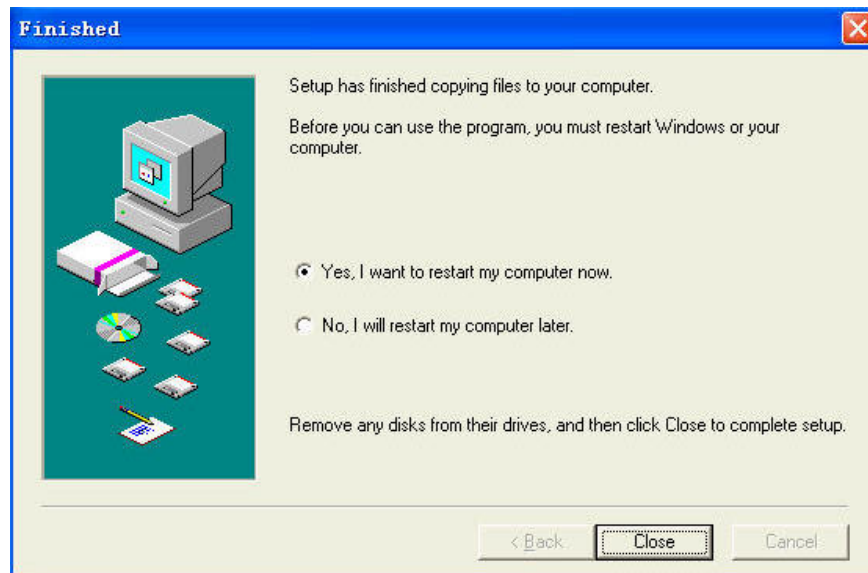 Finished
Setup has finished copying files to your computer.
Before you can use the program, you must restart Windows or your
computer.
Yes, I want to restart my computer now.
No, I will restart my computer later.
Remove any disks from their drives, and then click Close to complete setup.
< Back Close Cancel